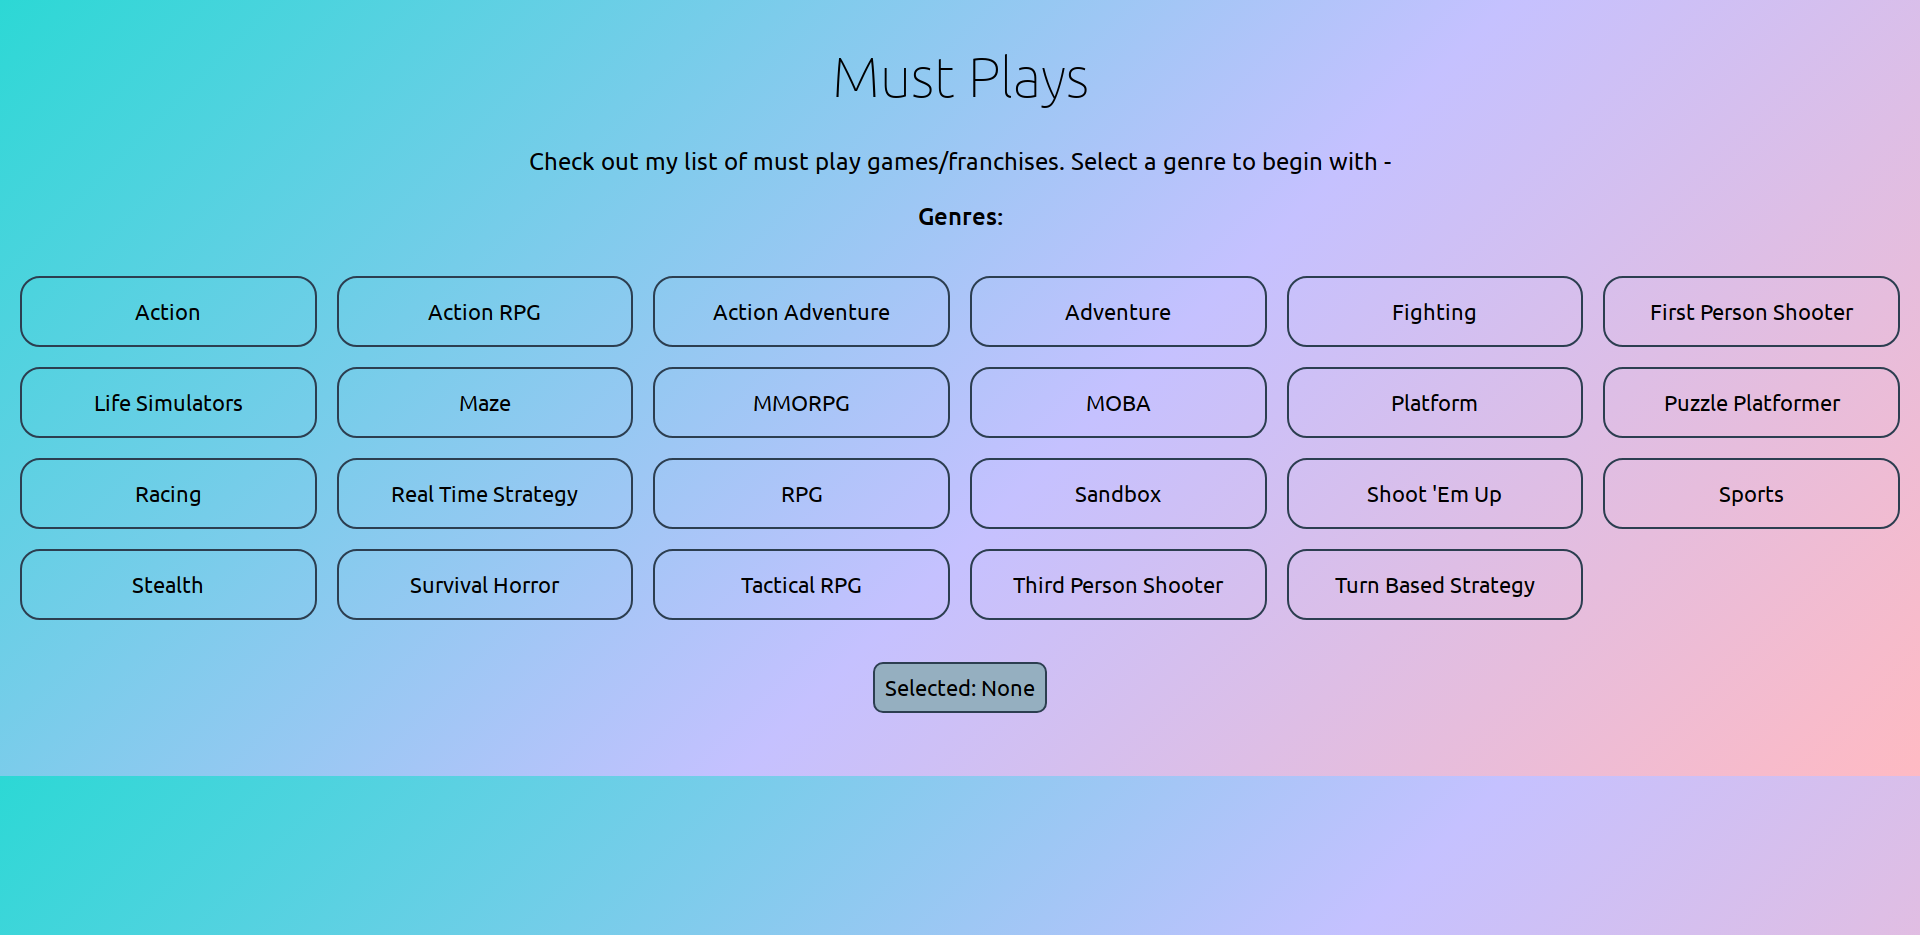 Must Plays
Check out my list of must play games/franchises. Select a genre to begin with -
Genres:
Action
Action RPG
Action Adventure
Adventure
Fighting
First Person Shooter
Life Simulators
Maze
MMORPG
MOBA
Platform
Puzzle Platformer
Racing
Real Time Strategy
RPG
Sandbox
Shoot 'Em Up
Sports
Stealth
Survival Horror
Tactical RPG
Third Person Shooter
Turn Based Strategy
Selected: None